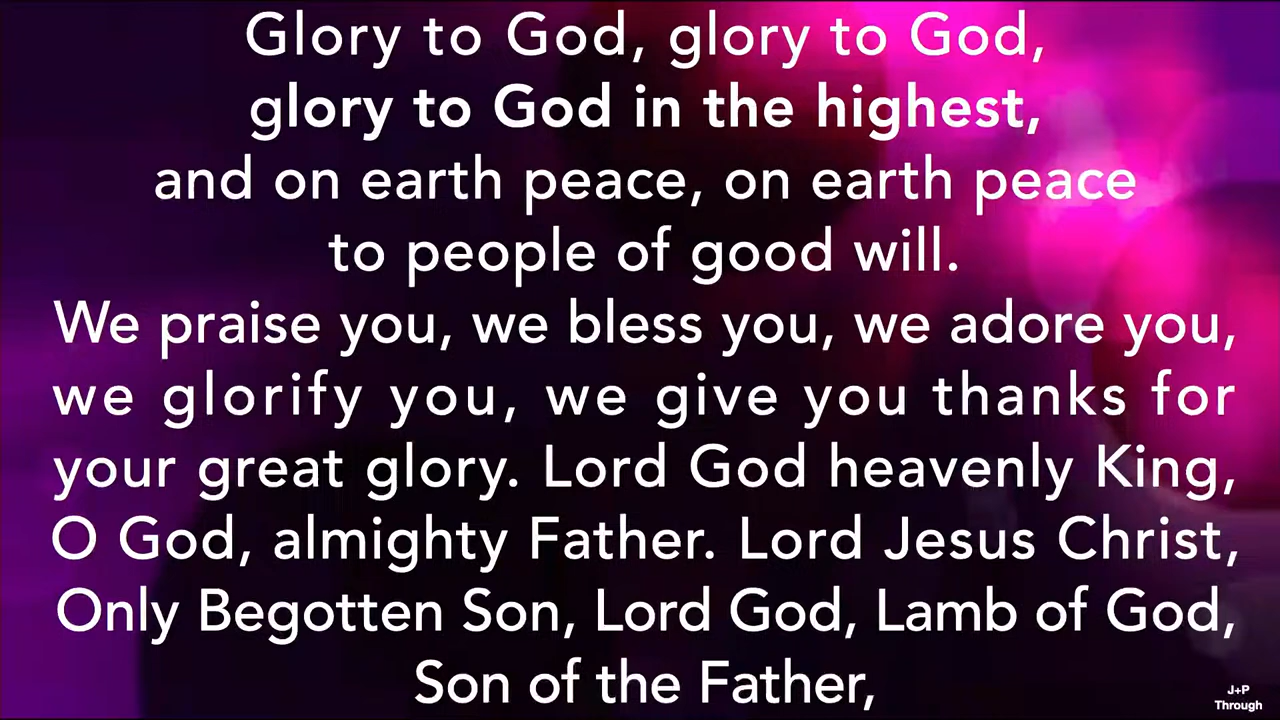 Glory to God, glory to God,
glory to God in the highest,
and on earth peace, on earth peace
to people of good will.
We praise you, we bless you, we adore you,
we glorify you, we give you thanks for
your great glory. Lord God heavenly King,
O God, almighty Father. Lord Jesus Christ,
Only Begotten Son, Lord God, Lamb of God,
Son of the Father,
J+P
Through